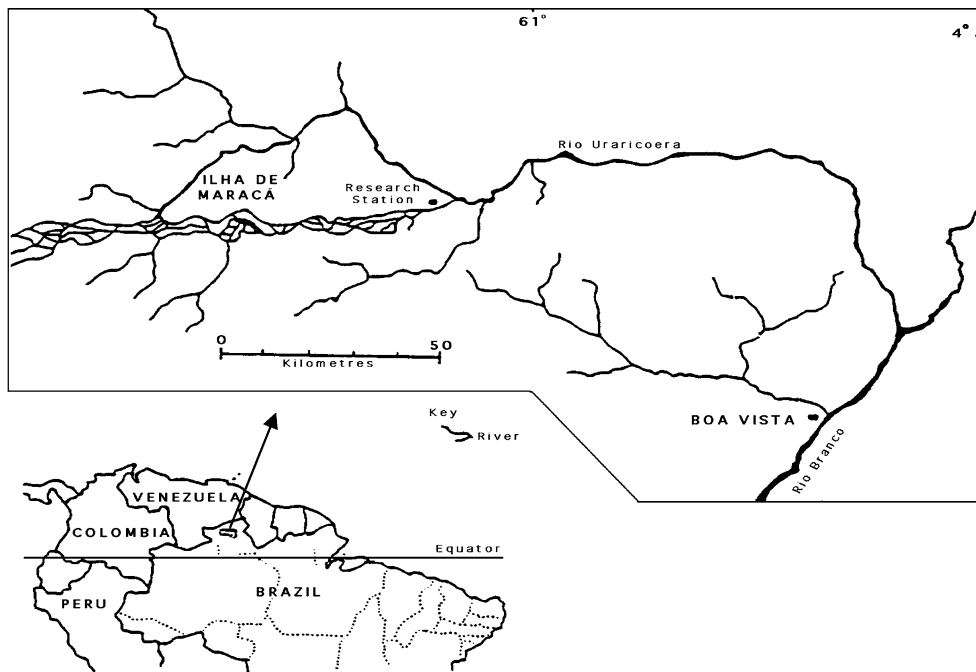 61°
4°
Rio Uraricoera
ILHA DE
MARACÁ
Research
Station
0
50
Kilometres
BOA VISTA
Rio Branco
Key
River
VENEZUELA
COLOMBIA
Equator
PERU
BRAZIL